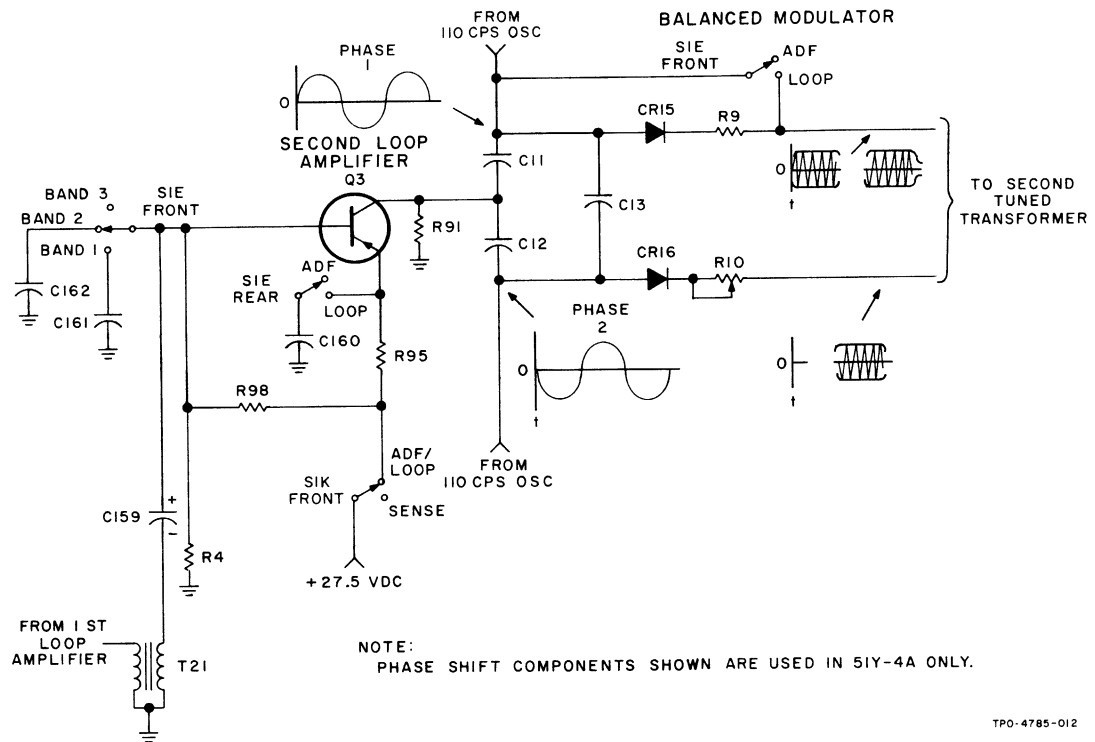 FROM
110 CPS OSC
BALANCED MODULATOR
SIE
FRONT
ADF
LOOP
PHASE
1
0
SECOND LOOP
AMPLIFIER
Q3
C11
CR15
R9
C13
0
t
TO SECOND
TUNED
TRANSFORMER
BAND 3
BAND 2
BAND 1
SIE
FRONT
R91
C12
CR16
R10
C162
C161
SIE
REAR
ADF
LOOP
C160
R95
PHASE
2
0
t
0
t
R98
ADF/
LOOP
SIK
FRONT
SENSE
FROM
110 CPS OSC
C159
+
-
R4
+27.5 VDC
FROM 1 ST
LOOP
AMPLIFIER
T21
NOTE:
PHASE SHIFT COMPONENTS SHOWN ARE USED IN 51Y-4A ONLY.
TPO-4785-012